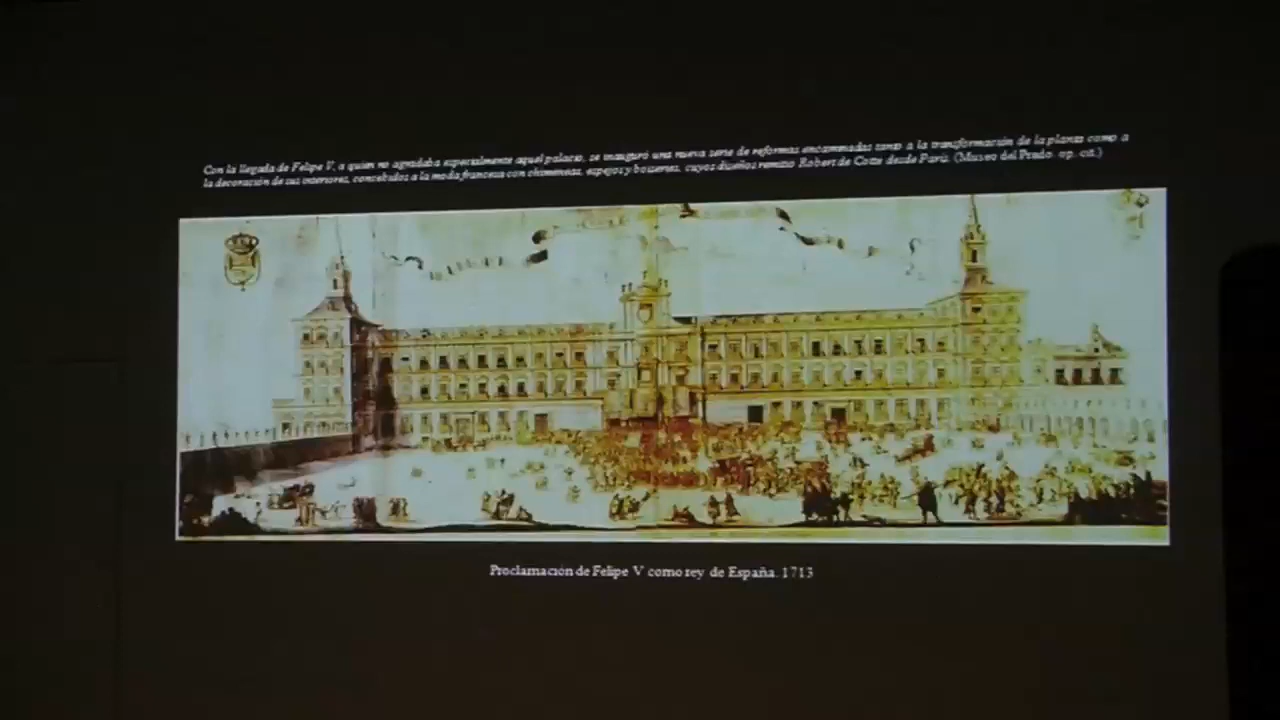 Con la llegada de Felipe V, a quien no agradaba especialmente aquel palacio, se inauguró una nueva serie de reformas encaminadas tanto a la transformación de la planta como a
la decoración de sus interiores, concebidos a la moda francesa con chimeneas, espejos y boiseries, cuyos diseños remitió Robert de Cotte desde París. (Museo del Prado. op. cit.)
Proclamación de Felipe V como rey de España. 1713